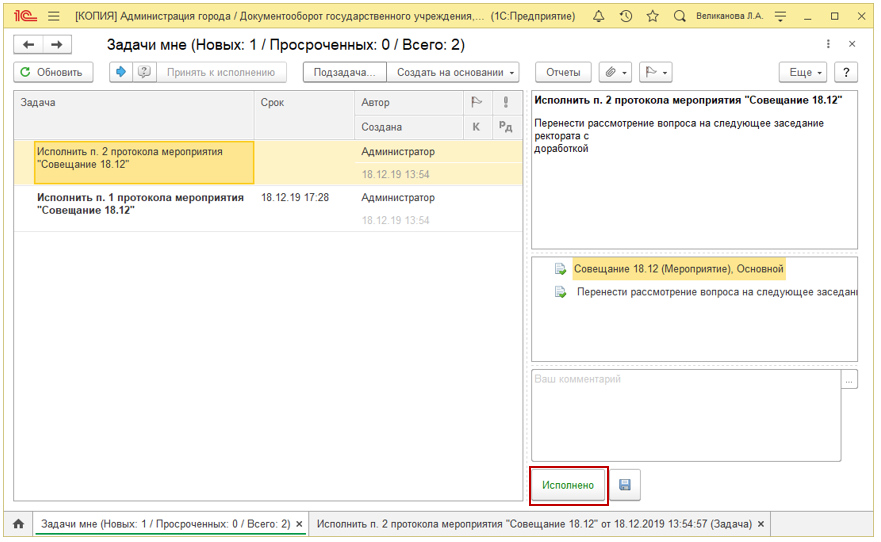 1С [КОПИЯ] Администрация города / Документооборот государственного учреждения,... (1С:Предприятие) Великанова Л.А.
Задачи мне (Новых: 1 / Просроченных: 0 / Всего: 2)
Обновить Принять к исполнению Подзадача... Создать на основании Отчеты Еще ?
Задача Срок Автор
Создана К Рд
Исполнить п. 2 протокола мероприятия
"Совещание 18.12"
Администратор
18.12.19 13:54
Исполнить п. 1 протокола мероприятия
"Совещание 18.12"
18.12.19 17:28
Администратор
18.12.19 13:54
Исполнить п. 2 протокола мероприятия "Совещание 18.12"
Перенести рассмотрение вопроса на следующее заседание
ректората с
доработкой
Совещание 18.12 (Мероприятие), Основной
Перенести рассмотрение вопроса на следующее заседани
Ваш комментарий
...
Исполнено
Задачи мне (Новых: 1 / Просроченных: 0 / Всего: 2) Исполнить п. 2 протокола мероприятия "Совещание 18.12" от 18.12.2019 13:54:57 (Задача)